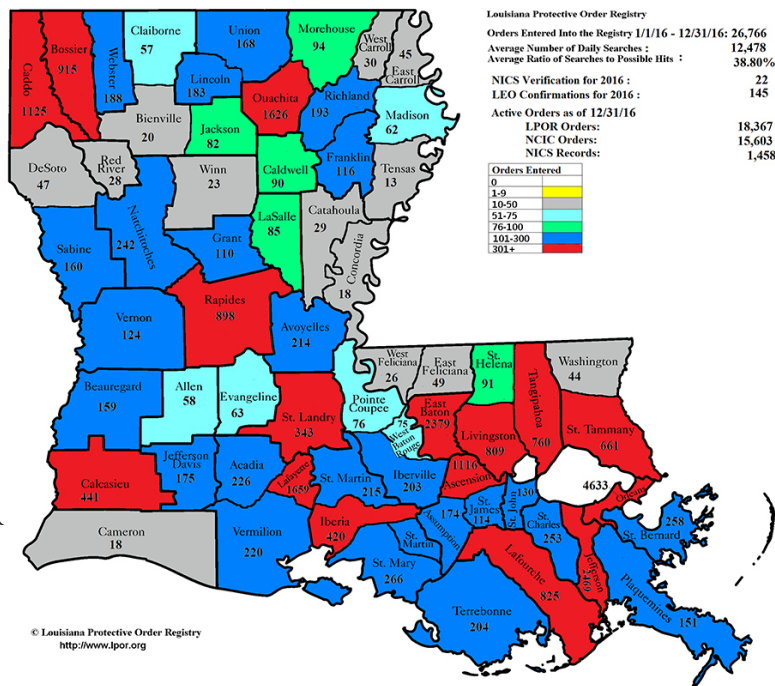 Louisiana Protective Order Registry
Orders Entered Into the Registry 1/1/16 - 12/31/16: 26,766
Average Number of Daily Searches : 12,478
Average Ratio of Searches to Possible Hits : 38.80%
NICS Verification for 2016 : 22
LEO Confirmations for 2016 : 145
Active Orders as of 12/31/16
LPOR Orders: 18,367
NCIC Orders: 15,603
NICS Records: 1,458
Orders Entered
0
1-9
10-50
51-75
76-100
101-300
301+
Caddo
1125
Bossier
915
Webster
188
Claiborne
57
Union
168
Lincoln
183
Morehouse
94
West
Carroll
30
45
East
Carroll
Ouachita
1626
Richland
193
Madison
62
Bienville
20
Jackson
82
DeSoto
47
Red
River
28
Winn
23
Caldwell
90
Franklin
116
Tensas
13
Natchitoches
242
Sabine
160
Grant
110
LaSalle
85
Catahoula
29
Concordia
18
Vernon
124
Rapides
898
Avoyelles
214
Beauregard
159
Allen
58
Evangeline
63
St. Landry
343
Pointe
Coupee
76
West
Feliciana
26
East
Feliciana
49
St.
Helena
91
Tangipahoa
760
Washington
44
75
West
Baton
Rouge
East
Baton
2379
Livingston
809
St. Tammany
661
Calcasieu
441
Jefferson
Davis
175
Acadia
226
Lafayette
1659
St. Martin
215
Iberville
203
1116
Ascension
4633
Orleans
Cameron
18
Vermilion
220
Iberia
420
St.
Martin
St. Mary
266
Assumption
174
St.
James
114
St. John
130
St.
Charles
253
Jefferson
Lafourche
825
Terrebonne
204
258
St. Bernard
Plaquemines
151
© Louisiana Protective Order Registry
http://www.lpor.org